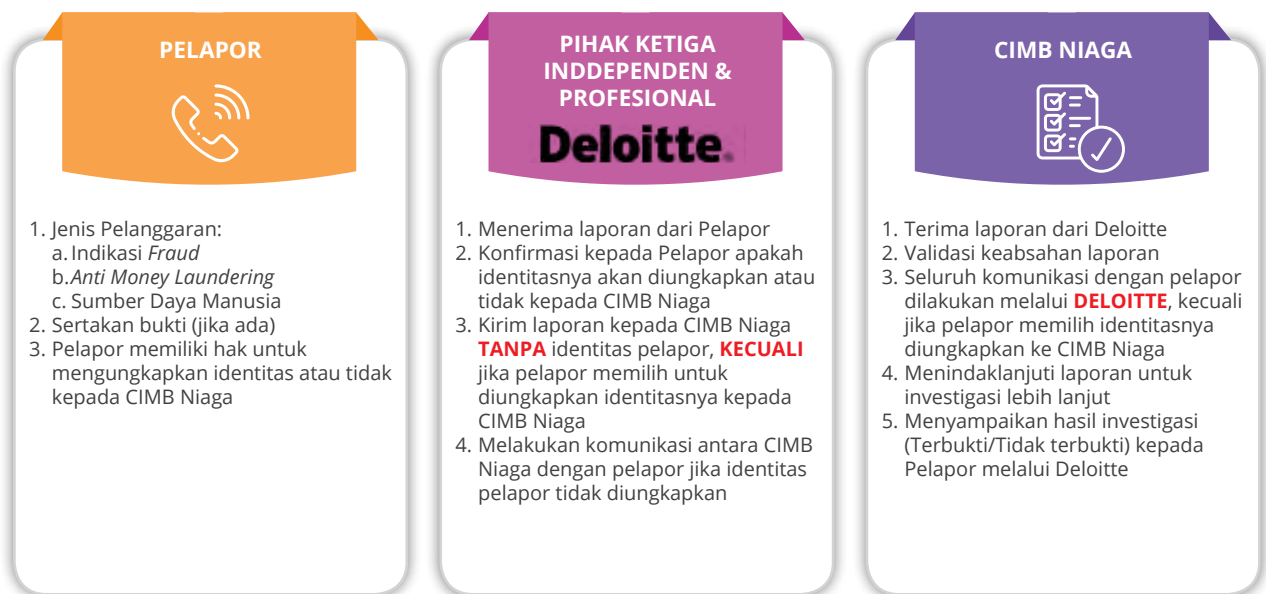 PELAPOR
1. Jenis Pelanggaran:
a. Indikasi Fraud
b.Anti Money Laundering
c. Sumber Daya Manusia
2. Sertakan bukti (jika ada)
3. Pelapor memiliki hak untuk
mengungkapkan identitas atau tidak
kepada CIMB Niaga
PIHAK KETIGA
INDDEPENDEN &
PROFESIONAL
Deloitte.
1. Menerima laporan dari Pelapor
2. Konfirmasi kepada Pelapor apakah
identitasnya akan diungkapkan atau
tidak kepada CIMB Niaga
3. Kirim laporan kepada CIMB Niaga
TANPA identitas pelapor, KECUALI
jika pelapor memilih untuk
diungkapkan identitasnya kepada
CIMB Niaga
4. Melakukan komunikasi antara CIMB
Niaga dengan pelapor jika identitas
pelapor tidak diungkapkan
CIMB NIAGA
1. Terima laporan dari Deloitte
2. Validasi keabsahan laporan
3. Seluruh komunikasi dengan pelapor
dilakukan melalui DELOITTE, kecuali
jika pelapor memilih identitasnya
diungkapkan ke CIMB Niaga
4. Menindaklanjuti laporan untuk
investigasi lebih lanjut
5. Menyampaikan hasil investigasi
(Terbukti/Tidak terbukti) kepada
Pelapor melalui Deloitte